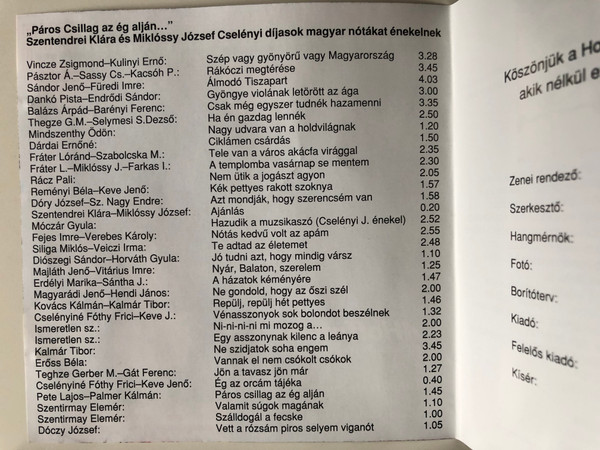 „Páros Csillag az ég alján..."
Szentendrei Klára és Miklóssy József Cselényi díjasok magyar nótákat énekelnek
Vincze Zsigmond–Kulinyi Ernő: Szép vagy gyönyörű vagy Magyarország 3.28
Pásztor Á.–Sassy Cs.–Kacsóh P.: Rákóczi megtérése 3.45
Sándor Jenő–Füredi Imre: Álmodó Tiszapart 4.03
Dankó Pista–Endrődi Sándor: Gyöngye violának letörött az ága 3.00
Balázs Árpád–Barényi Ferenc: Csak még egyszer tudnék hazamenni 3.35
Thegze G.M.–Selymesi S.Dezső: Ha én gazdag lennék 2.50
Mindszenthy Ödön: Nagy udvara van a holdvilágnak 1.20
Dárdai Ernőné: Ciklámen csárdás 1.50
Fráter Lóránd–Szabolcska M.: Tele van a város akácfa virággal 2.35
Fráter L.–Miklóssy J.–Farkas I.: A templomba vasárnap se mentem 2.30
Rácz Pali: Nem ütik a jogászt agyon 2.05
Reményi Béla–Keve Jenő: Kék pettyes rakott szoknya 1.57
Dóry József–Sz. Nagy Endre: Azt mondják, hogy szerencsém van 1.58
Szentendrei Klára–Miklóssy József: Ajánlás 0.20
Móczár Gyula: Hazudik a muzsikaszó (Cselényi J. énekel) 2.52
Fejes Imre–Verebes Károly: Nótás kedvű volt az apám 2.55
Siliga Miklós–Veiczi Irma: Te adtad az életemet 2.48
Diószegi Sándor–Horváth Gyula: Jó tudni azt, hogy mindig vársz 1.10
Majláth Jenő–Vitárius Imre: Nyár, Balaton, szerelem 1.25
Erdélyi Marika–Sántha J.: A házatok kéményére 1.47
Magyarádi Jenő–Hendi János: Ne gondold, hogy az őszi szél 2.00
Kovács Kálmán–Kalmár Tibor: Repülj, repülj hét pettyes 1.46
Cselényiné Fóthy Frici–Keve J.: Vénasszonyok sok bolondot beszélnek 1.32
Ismeretlen sz.: Ni-ni-ni-ni mi mozog a... 2.00
Ismeretlen sz.: Egy asszonynak kilenc a leánya 2.23
Kalmár Tibor: Ne szidjatok soha engem 3.45
Erőss Béla: Vannak el nem csókolt csókok 2.00
Teghze Gerber M.–Gát Ferenc: Jön a tavasz jön már 1.27
Cselényiné Fóthy Frici–Keve Jenő: Ég az orcám tájéka 0.40
Pete Lajos–Palmer Kálmán: Páros csillag az ég alján 1.45
Szentirmay Elemér: Valamit súgok magának 1.10
Szentirmay Elemér: Szolgáld a fecske 1.00
Dóczy József: Vett a rózsám piros selyem viganót 1.05
Köszönjük a Ho
akik nélkül e
Zenei rendező:
Szerkesztő:
Hangmérnök:
Fotó:
Borítóterv:
Kiadó:
Felelős kiadó:
Kísér: